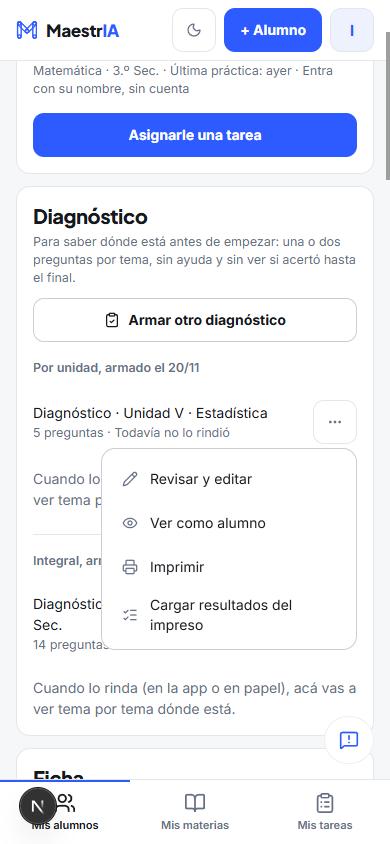 MaestrIA
+ Alumno
I
Matemática · 3.º Sec. · Última práctica: ayer · Entra
con su nombre, sin cuenta
Asignarle una tarea
Diagnóstico
Para saber dónde está antes de empezar: una o dos
preguntas por tema, sin ayuda y sin ver si acertó hasta
el final.
Armar otro diagnóstico
Por unidad, armado el 20/11
Diagnóstico · Unidad V · Estadística
5 preguntas · Todavía no lo rindió
Cuando lo
ver tema p
Revisar y editar
Ver como alumno
Imprimir
Cargar resultados del
impreso
Integral, arm
Diagnóstic
Sec.
14 preguntas
Cuando lo rinda (en la app o en papel), acá vas a
ver tema por tema dónde está.
Ficha
N
Mis alumnos
Mis materias
Mis tareas